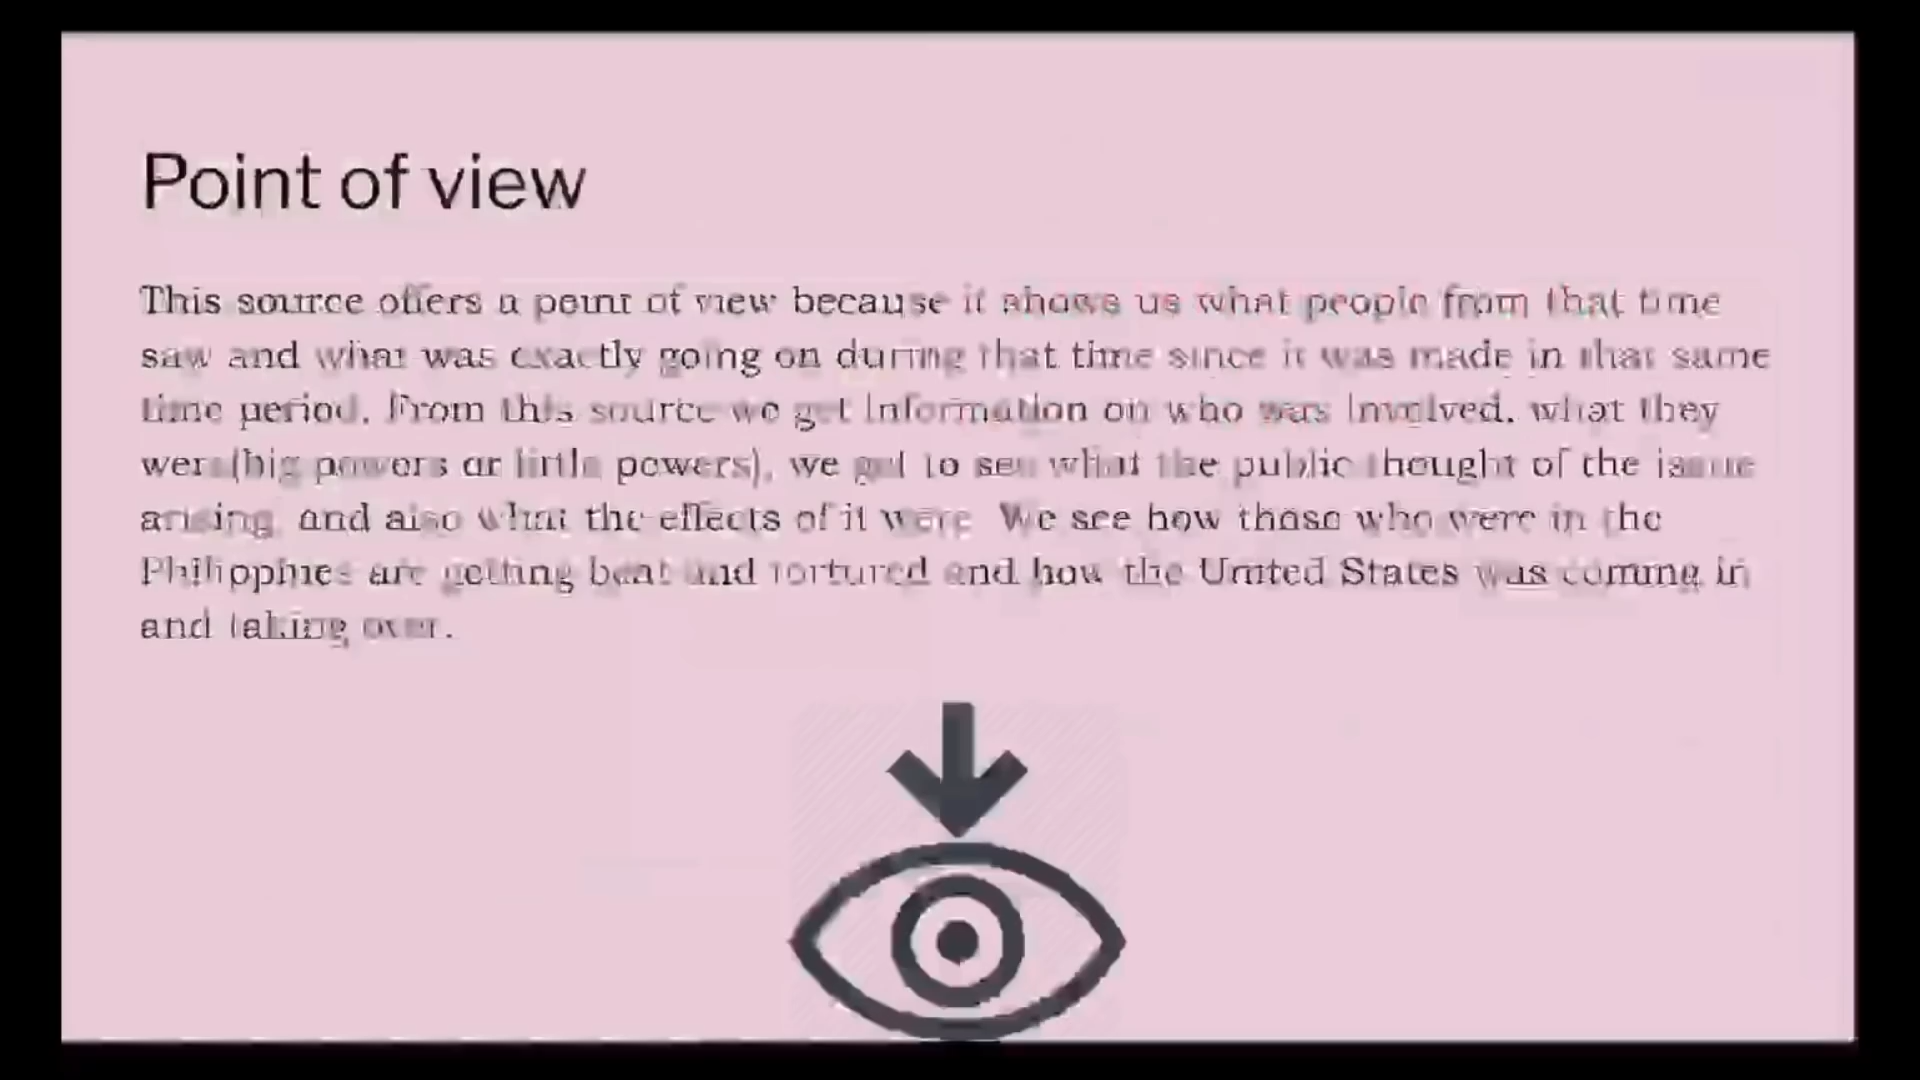 Point of view
This source offers a point of view because it shows us what people from that time
saw and what was exactly going on during that time since it was made in that same
time period. From this source we get information on who was involved, what they
were(big powers or little powers), we get to see what the public thought of the issue
arising, and also what the effects of it were. We see how those who were in the
are getting beat and tortured and how the United States was coming in
and taking over.